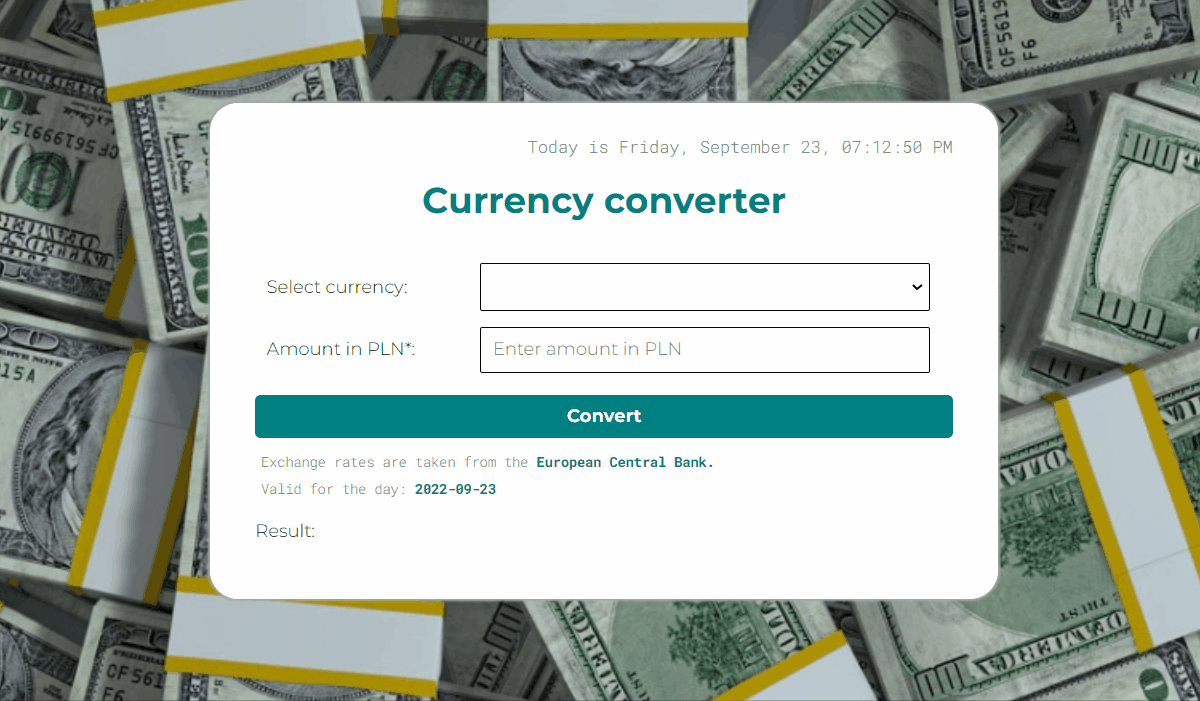 Today is Friday, September 23, 07:12:50 PM
Currency converter
Select currency:
Amount in PLN*:
Enter amount in PLN
Convert
Exchange rates are taken from the European Central Bank.
Valid for the day: 2022-09-23
Result: